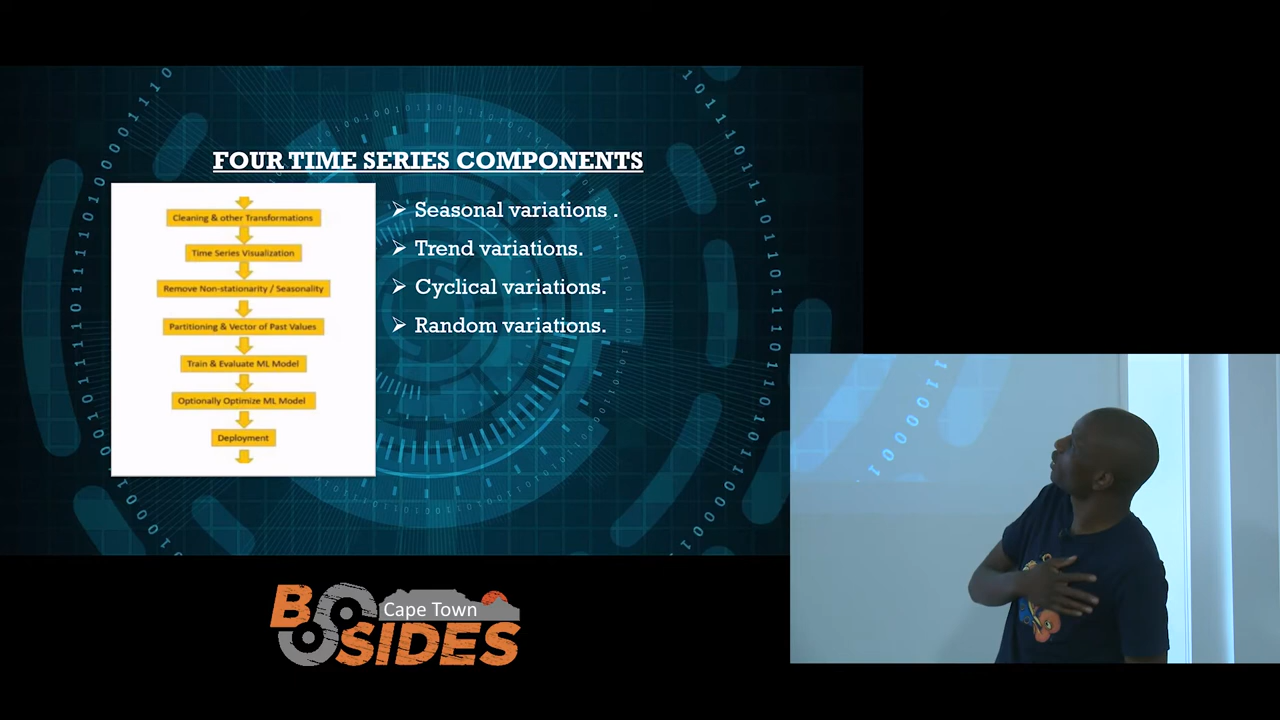 FOUR TIME SERIES COMPONENTS
Cleaning & other Transformations
Time Series Visualization
Remove Non-stationarity / Seasonality
Partitioning & Vector of Past Values
Train & Evaluate ML Model
Optionally Optimize ML Model
Deployment
Seasonal variations .
Trend variations.
Cyclical variations.
Random variations.
B
Cape Town
SIDES